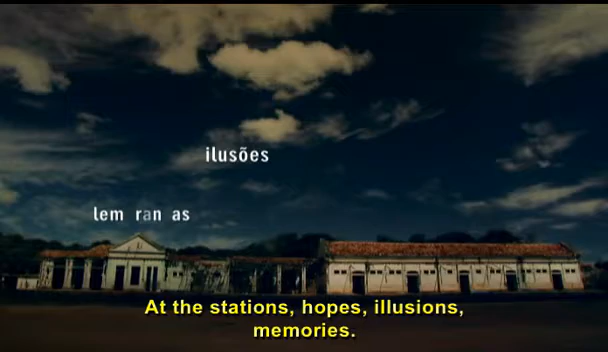 ilusões
lem ran as
At the stations, hopes, illusions,
memories.